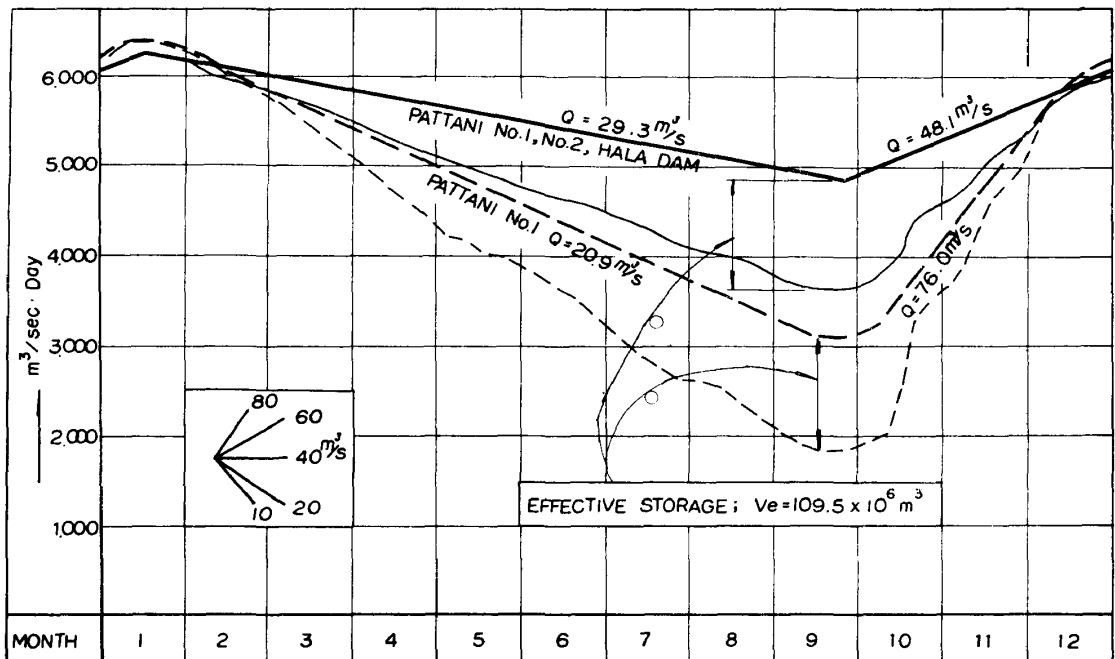 6,000
5,000
4,000
3,000
2,000
1,000
m³/sec · Day
Q = 29.3 m³/s
PATTANI No.1, No.2, HALA DAM
Q = 48.1 m³/s
PATTANI No.1 Q=20.9 m³/s
Q=76.0m³/s
80
60
40 m³/s
20
10
EFFECTIVE STORAGE; Ve=109.5 x 10⁶ m³
MONTH 1 2 3 4 5 6 7 8 9 10 11 12